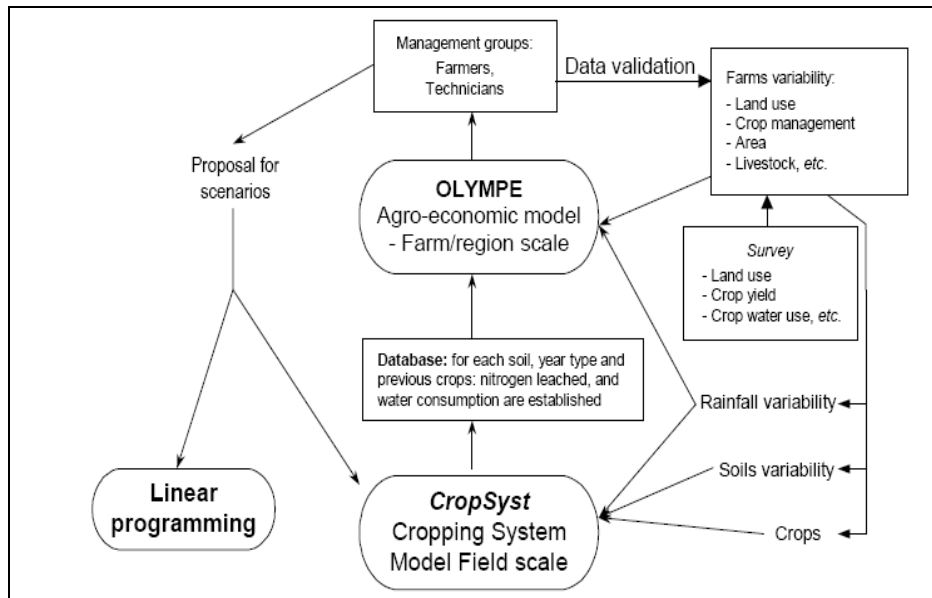 Management groups:
Farmers,
Technicians
Data validation
Farms variability:
- Land use
- Crop management
- Area
- Livestock, etc.
Proposal for
scenarios
OLYMPE
Agro-economic model
- Farm/region scale
Survey
- Land use
- Crop yield
- Crop water use, etc.
Database: for each soil, year type and
previous crops: nitrogen leached, and
water consumption are established
Rainfall variability
Soils variability
Crops
Linear
programming
CropSyst
Cropping System
Model Field scale